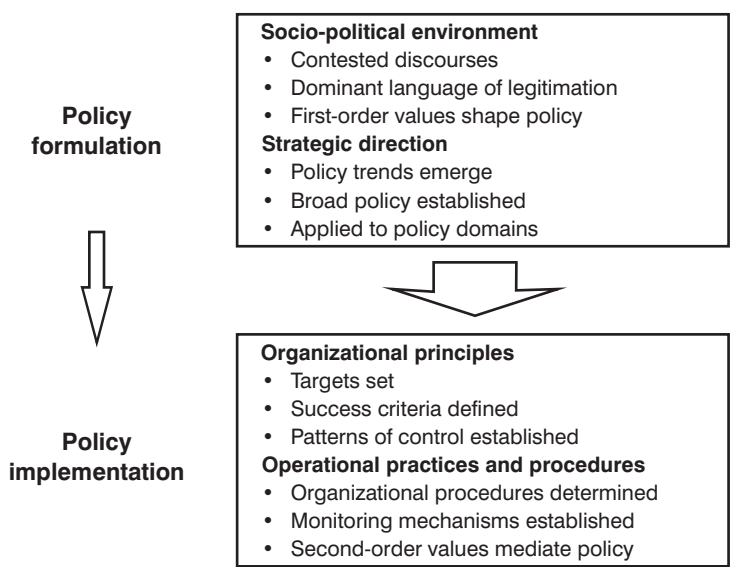 Policy
formulation
Socio-political environment
• Contested discourses
• Dominant language of legitimation
• First-order values shape policy
Strategic direction
• Policy trends emerge
• Broad policy established
• Applied to policy domains
Policy
implementation
Organizational principles
• Targets set
• Success criteria defined
• Patterns of control established
Operational practices and procedures
• Organizational procedures determined
• Monitoring mechanisms established
• Second-order values mediate policy